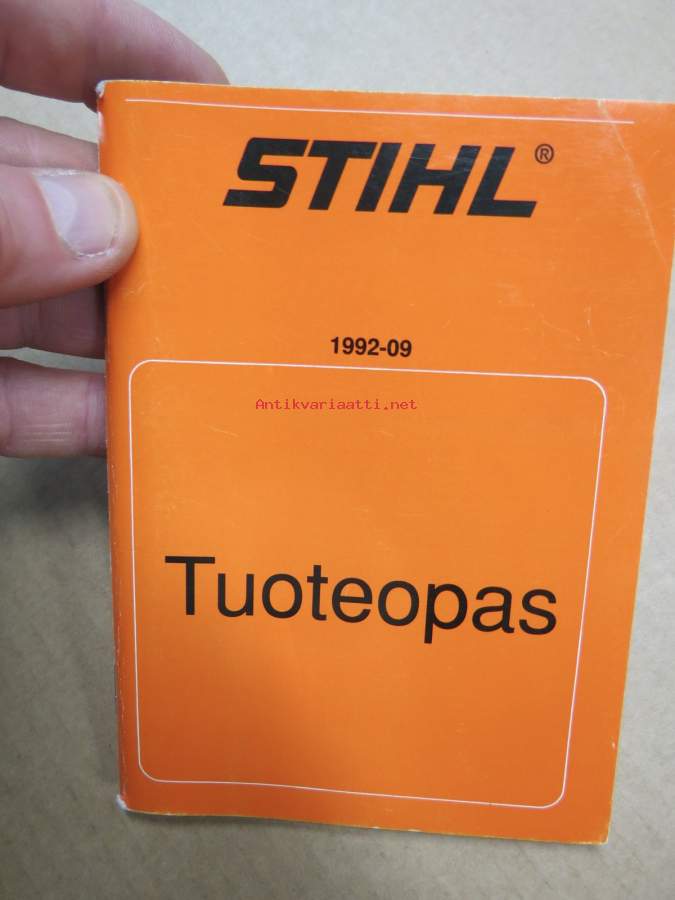 STIHL®
1992-09
Antikvariaatti.net
Tuoteopas